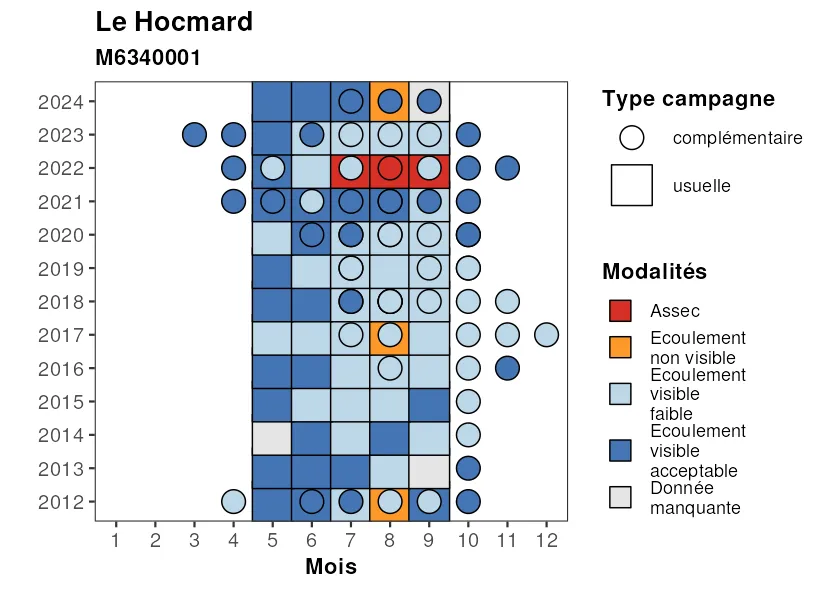 Le Hocmard
M6340001
2024
2023
2022
2021
2020
2019
2018
2017
2016
2015
2014
2013
2012
1 2 3 4 5 6 7 8 9 10 11 12
Mois
Type campagne
complémentaire
usuelle
Modalités
Assec
Ecoulement
non visible
Ecoulement
visible
faible
Ecoulement
visible
acceptable
Donnée
manquante